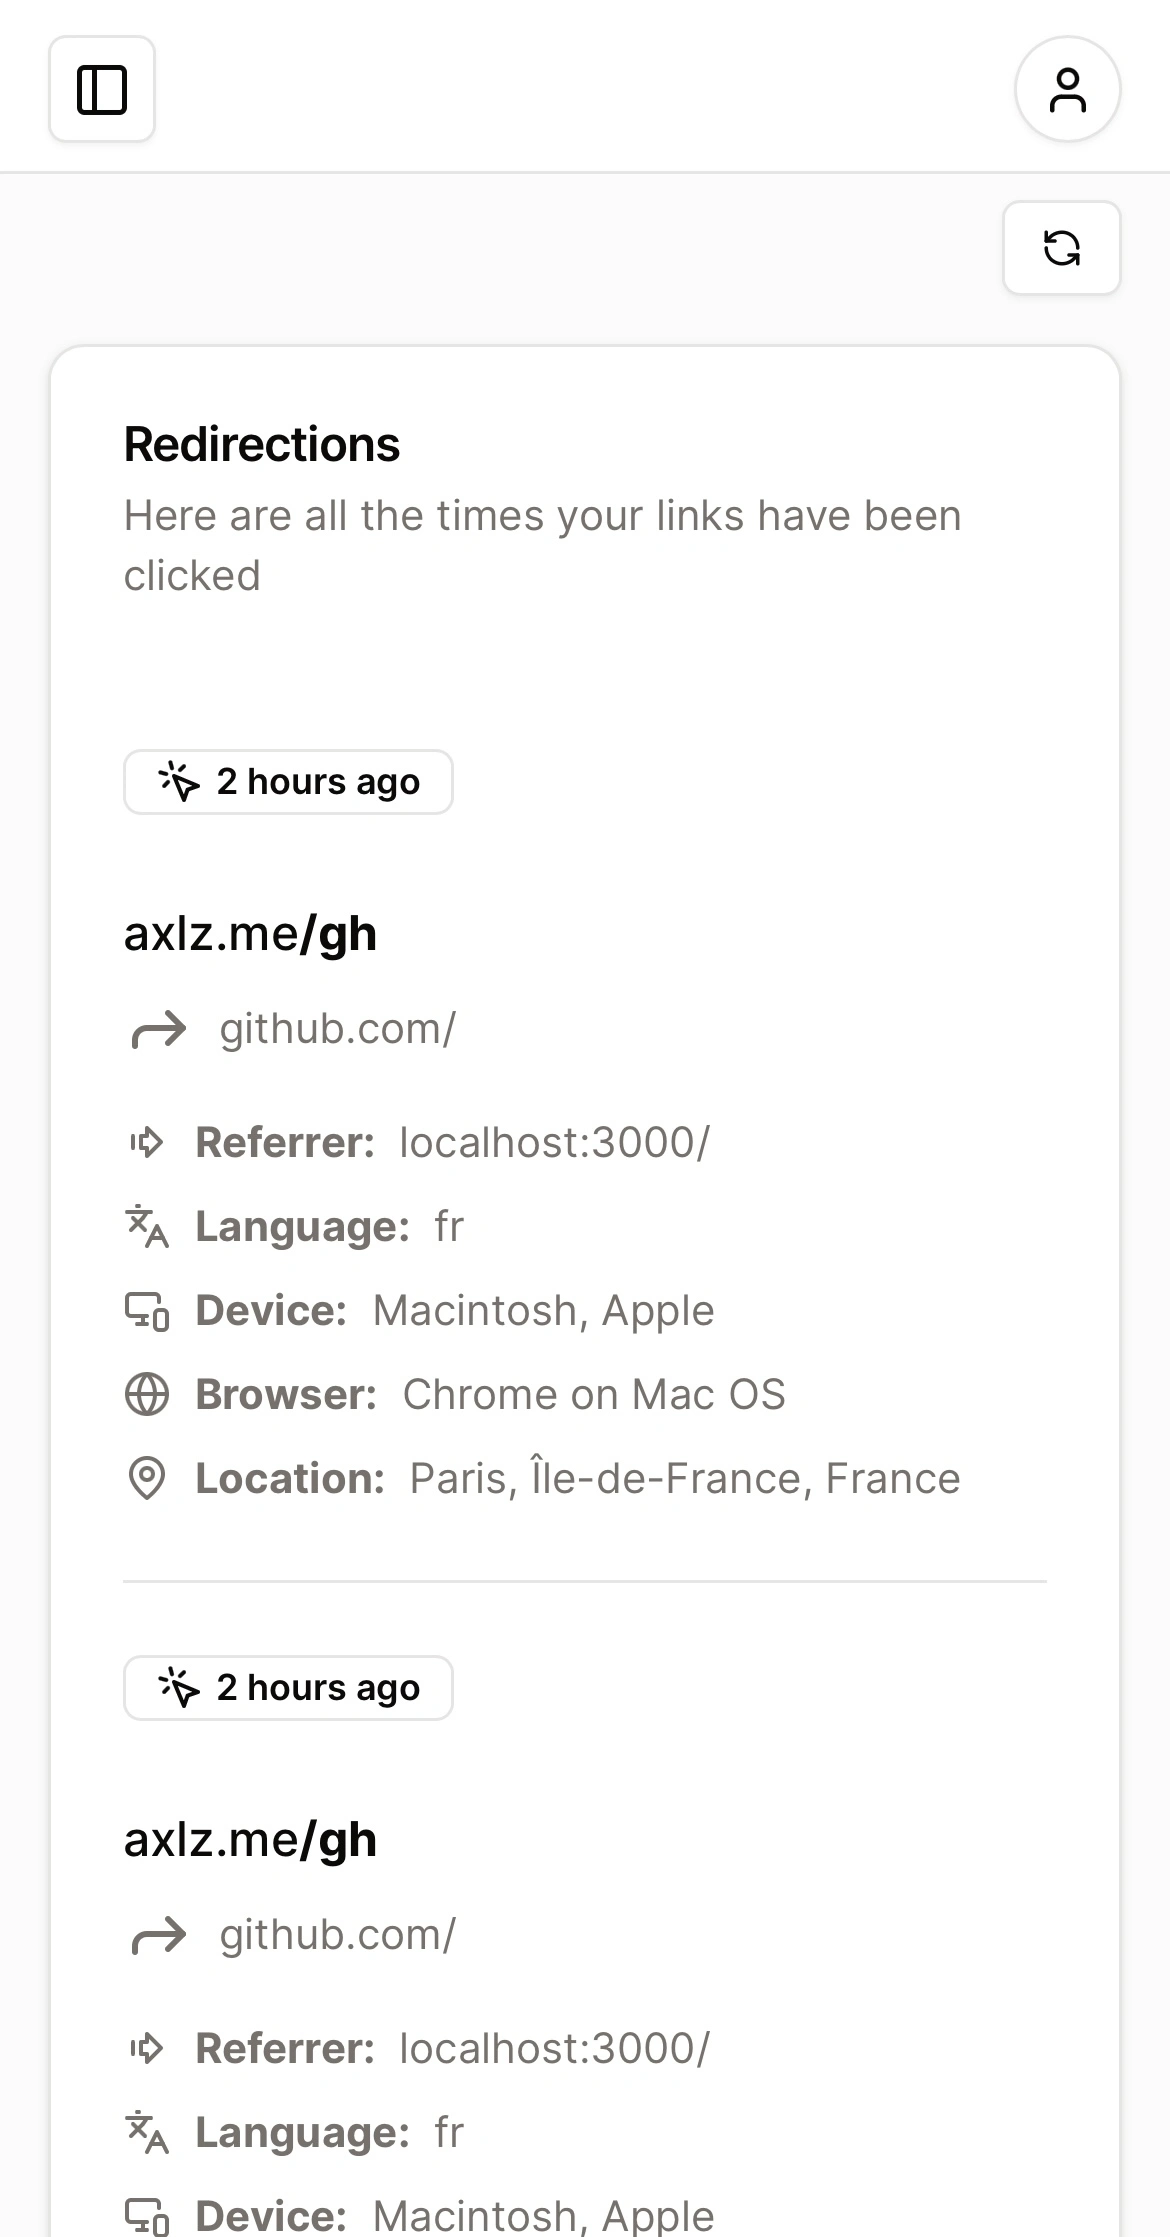 Redirections
Here are all the times your links have been
clicked
2 hours ago
axlz.me/gh
github.com/
Referrer: localhost:3000/
Language: fr
Device: Macintosh, Apple
Browser: Chrome on Mac OS
Location: Paris, Île-de-France, France
2 hours ago
axlz.me/gh
github.com/
Referrer: localhost:3000/
Language: fr
Device: Macintosh, Apple